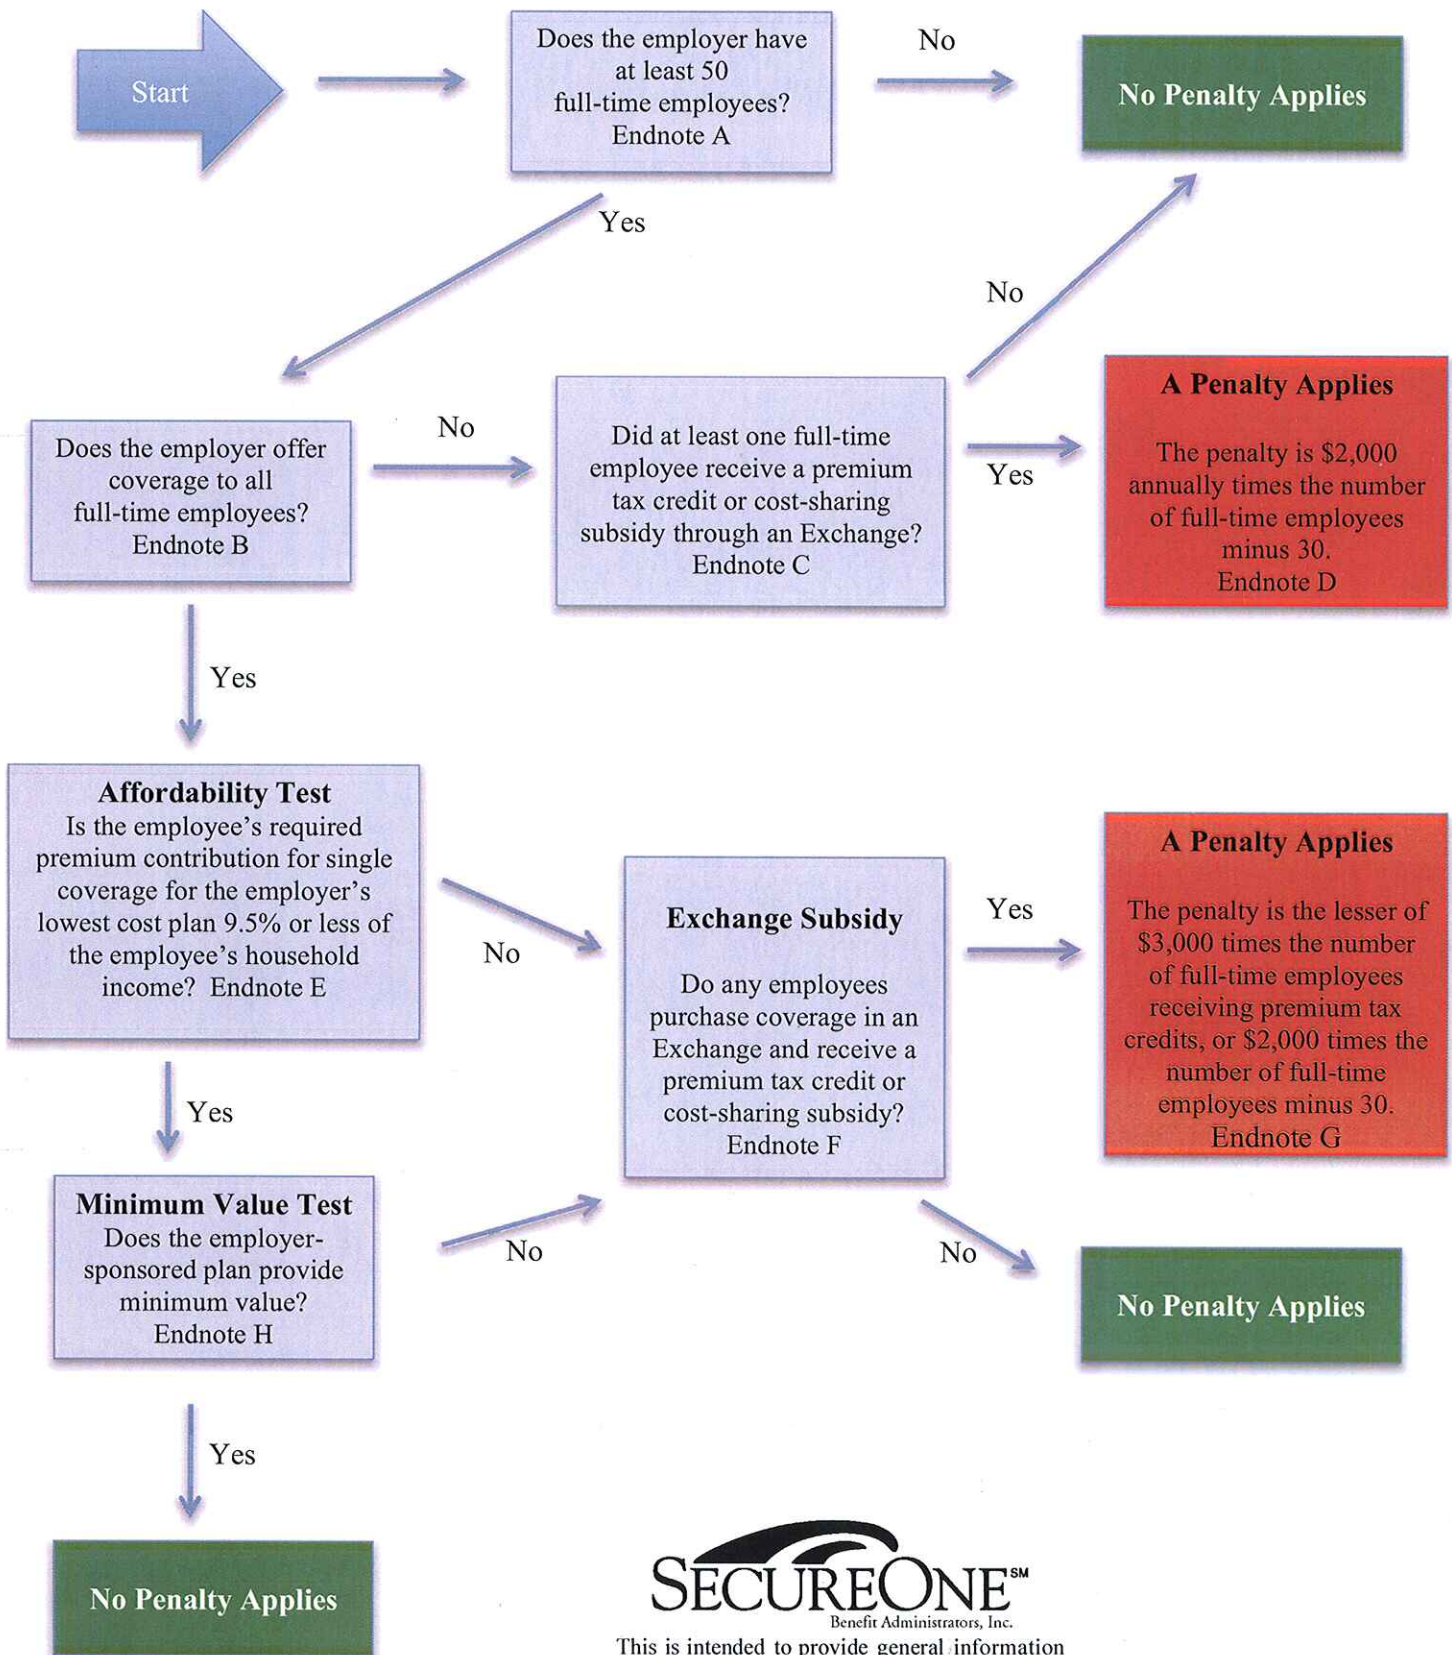 Start
Does the employer have
at least 50
full-time employees?
Endnote A
No
No Penalty Applies
Yes
No
Does the employer offer
coverage to all
full-time employees?
Endnote B
No
Did at least one full-time
employee receive a premium
tax credit or cost-sharing
subsidy through an Exchange?
Endnote C
Yes
A Penalty Applies
The penalty is $2,000
annually times the number
of full-time employees
minus 30.
Endnote D
Yes
Affordability Test
Is the employee's required
premium contribution for single
coverage for the employer's
lowest cost plan 9.5% or less of
the employee's household
income? Endnote E
No
Exchange Subsidy
Do any employees
purchase coverage in an
Exchange and receive a
premium tax credit or
cost-sharing subsidy?
Endnote F
Yes
A Penalty Applies
The penalty is the lesser of
$3,000 times the number
of full-time employees
receiving premium tax
credits, or $2,000 times the
number of full-time
employees minus 30.
Endnote G
Yes
Minimum Value Test
Does the employer-
sponsored plan provide
minimum value?
Endnote H
No
No
No Penalty Applies
Yes
No Penalty Applies
SECUREONE℠
Benefit Administrators, Inc.
This is intended to provide general information